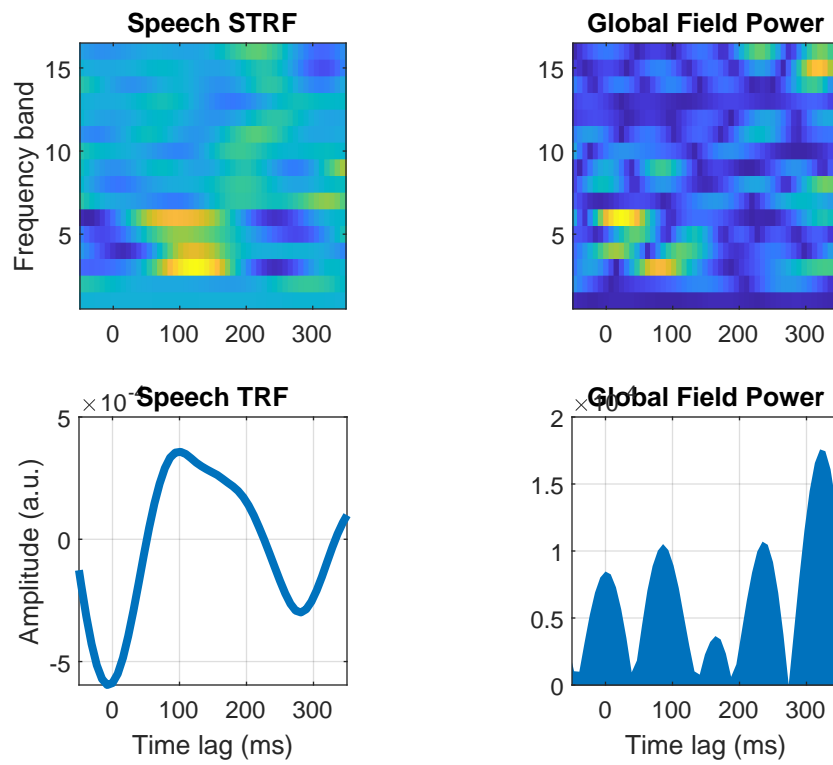 Speech STRF
Frequency band
15
10
5
0 100 200 300
Global Field Power
15
10
5
0 100 200 300
Speech TRF
× 10^-4
Amplitude (a.u.)
5
0
-5
0 100 200 300
Time lag (ms)
Global Field Power
2
1.5
1
0.5
0
0 100 200 300
Time lag (ms)